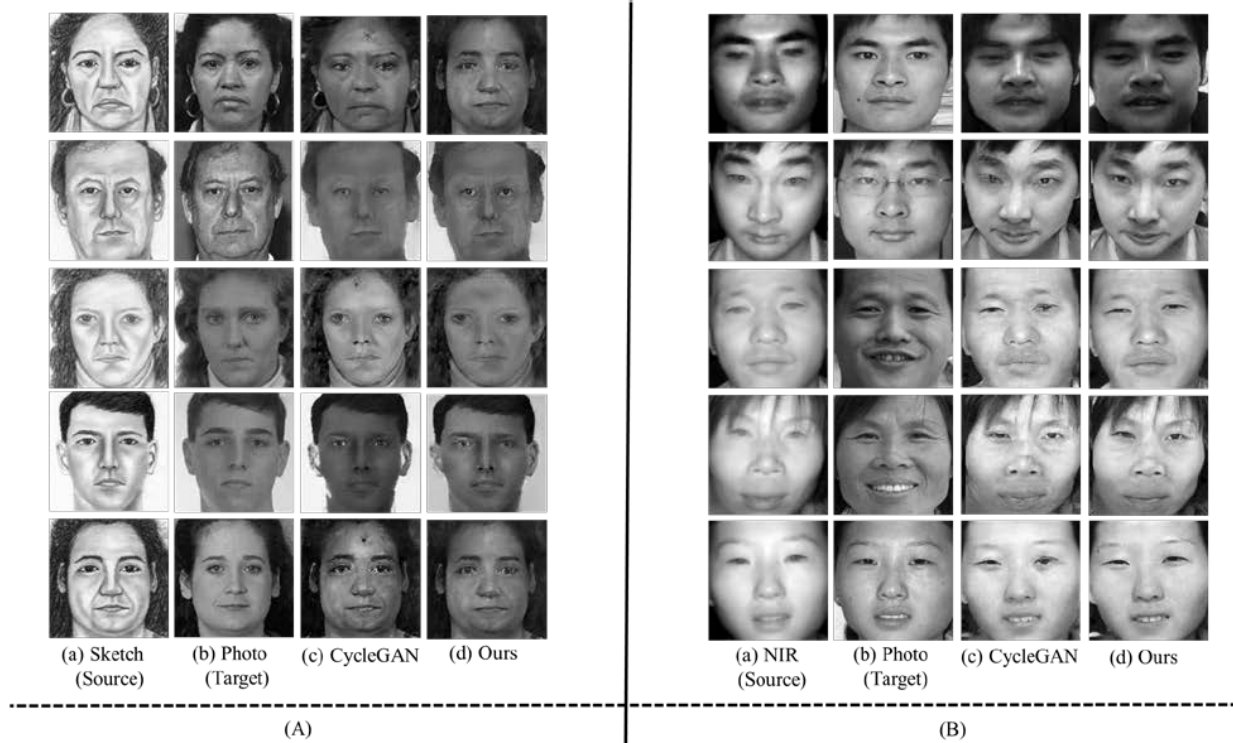 (a) Sketch (b) Photo (c) CycleGAN (d) Ours
(Source) (Target)
(a) NIR (b) Photo (c) CycleGAN (d) Ours
(Source) (Target)
(A) (B)